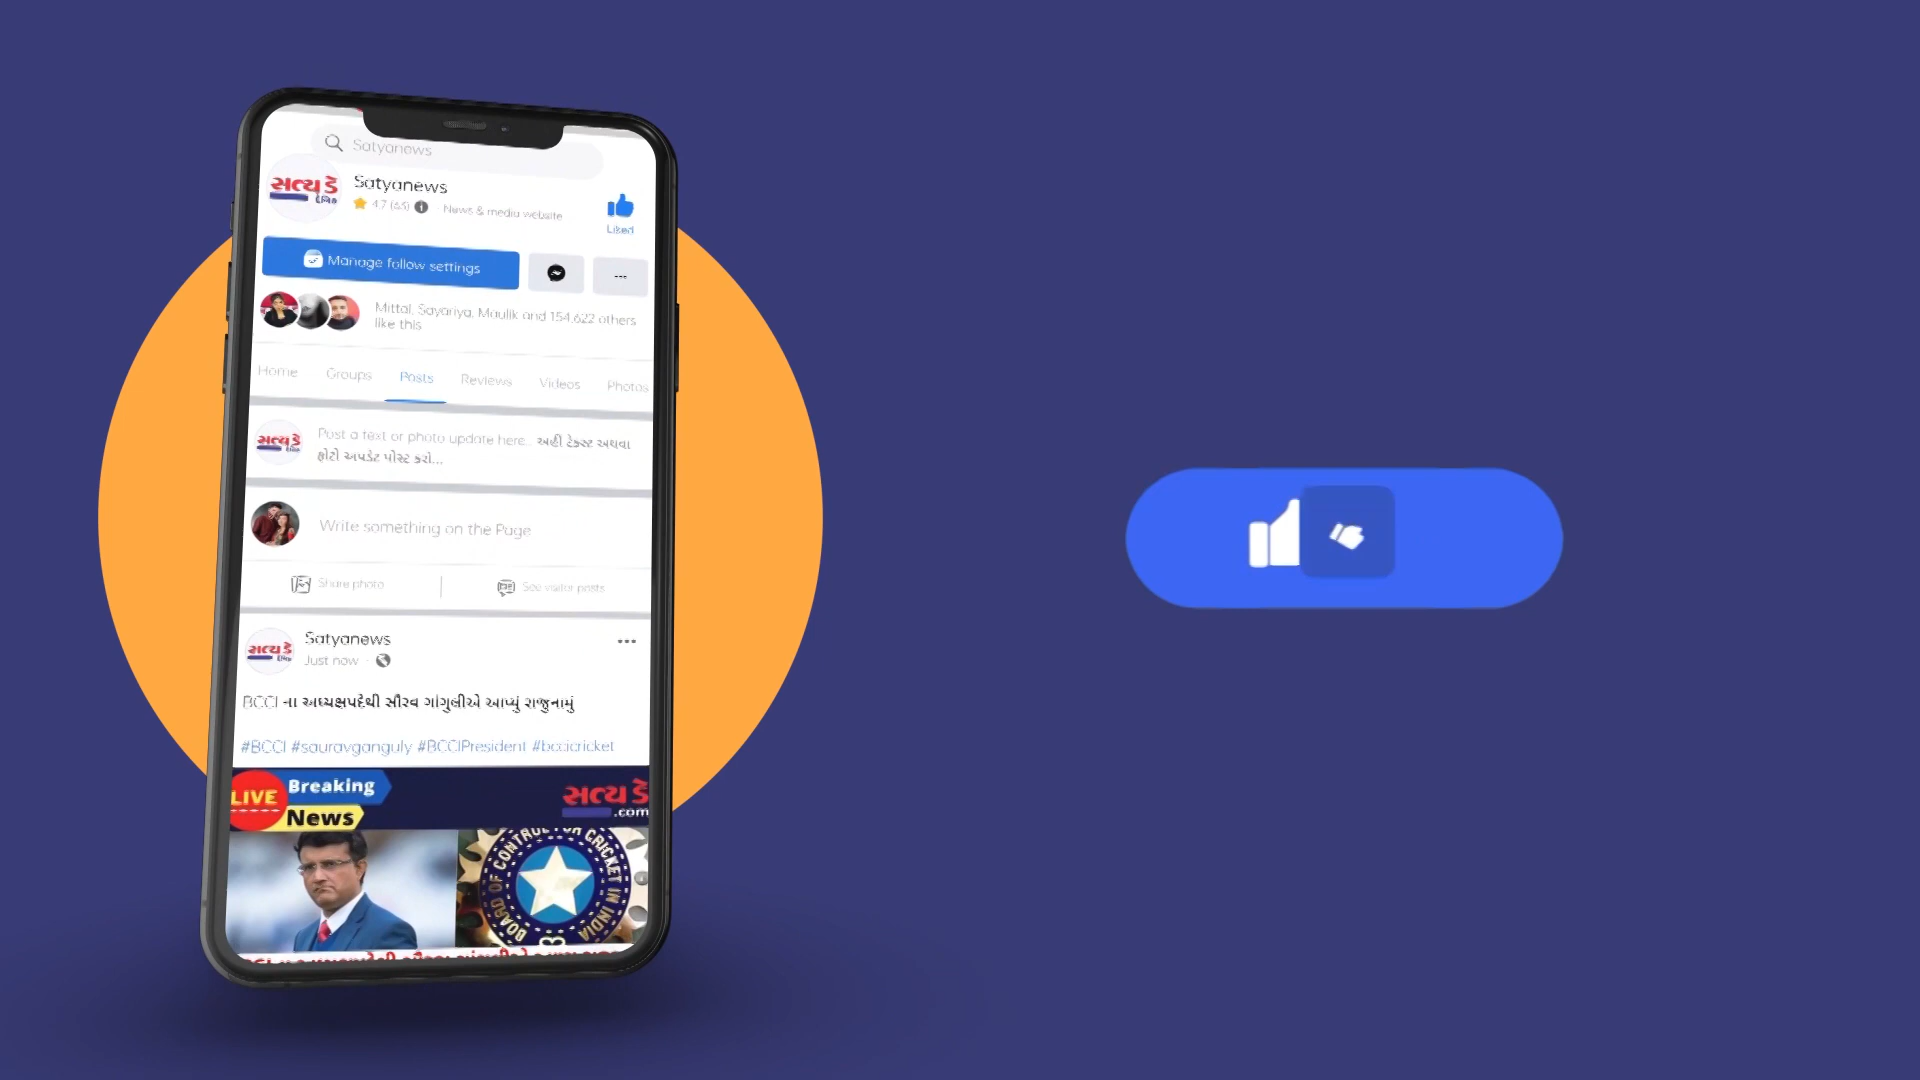 Satyanews
સત્ય ડે
દૈનિક
Satyanews
4.7 (55) · News & media website
Liked
Manage follow settings
Mittal, Sayariya, Maulik and 154,622 others
like this
Home Groups Posts Reviews Videos Photos
સત્ય ડે
દૈનિક
Post a text or photo update here... અહીં ટેક્સ્ટ અથવા
ફોટો અપડેટ પોસ્ટ કરો...
Write something on the Page
Share photo
See visitor posts
સત્ય ડે
દૈનિક
Satyanews
Just now ·
BCCI ના અધ્યક્ષપદેથી સૌરવ ગાંગુલીએ આપ્યું રાજુનામું
#BCCI #sauravganguly #BCCIPresident #bccicricket
LIVE
Breaking
News
સત્ય ડે
.com
BOARD OF CONTROL FOR CRICKET IN INDIA